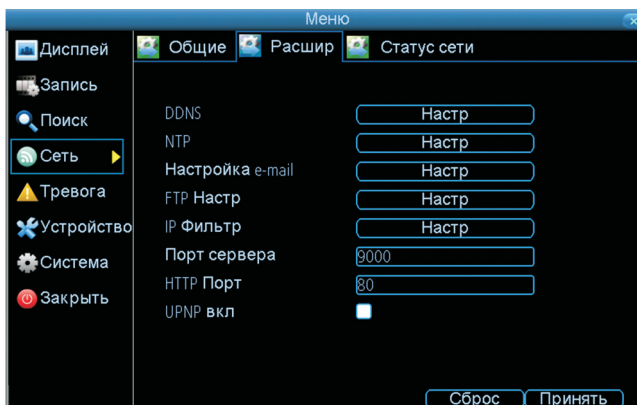 Меню
Дисплей
Запись
Поиск
Сеть
Тревога
Устройство
Система
Закрыть
Общие Расшир Статус сети
DDNS Настр
NTP Настр
Настройка e-mail Настр
FTP Настр Настр
IP Фильтр Настр
Порт сервера 9000
HTTP Порт 80
UPNP вкл
Сброс Принять